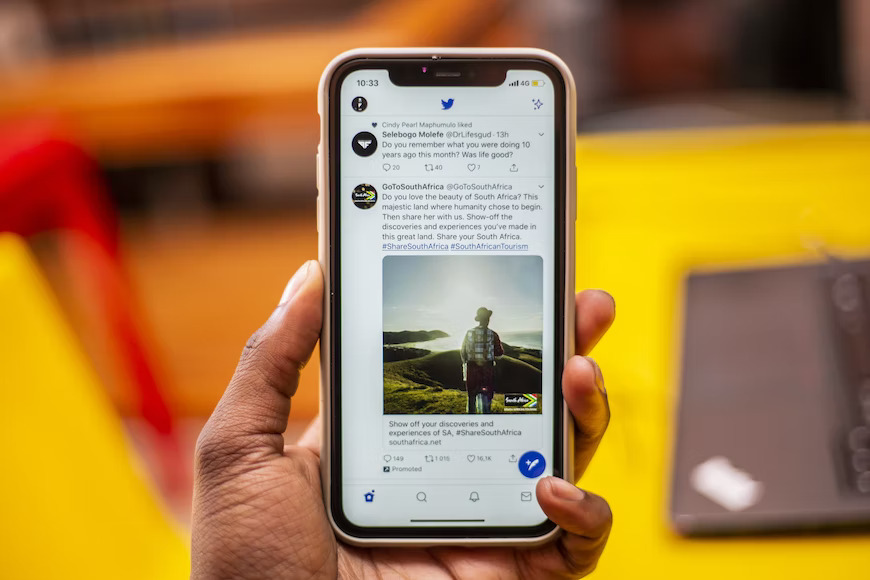 10:33
4G
Cindy Pearl Maphumulo liked
Selebogo Molefe @DrLifesgud · 13h
Do you remember what you were doing 10
years ago this month? Was life good?
20 40 7
GoToSouthAfrica @GoToSouthAfrica
Do you love the beauty of South Africa? This
majestic land where humanity chose to begin.
Then share her with us. Show-off the
discoveries and experiences you've made in
this great land. Share your South Africa.
#ShareSouthAfrica #SouthAfricanTourism
South Africa
Show off your discoveries and
experiences of SA, #ShareSouthAfrica
southafrica.net
149 1 015 16,1K
Promoted